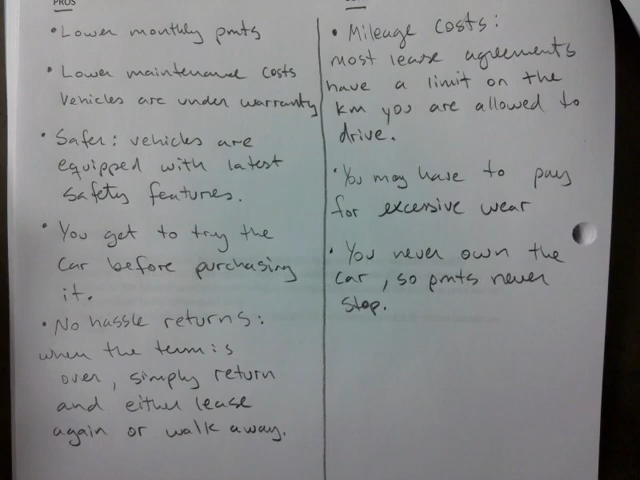 PROS
• Lower monthly pmts
• Lower maintenance costs
vehicles are under warranty
• Safer: vehicles are
equipped with latest
safety features.
• You get to try the
car before purchasing
it.
• No hassle returns:
when the term is
over, simply return
and either lease
again or walk away.
• Mileage costs:
most lease agreements
have a limit on the
km you are allowed to
drive.
• You may have to pay
for excessive wear
• You never own the
car, so pmts never
stop.